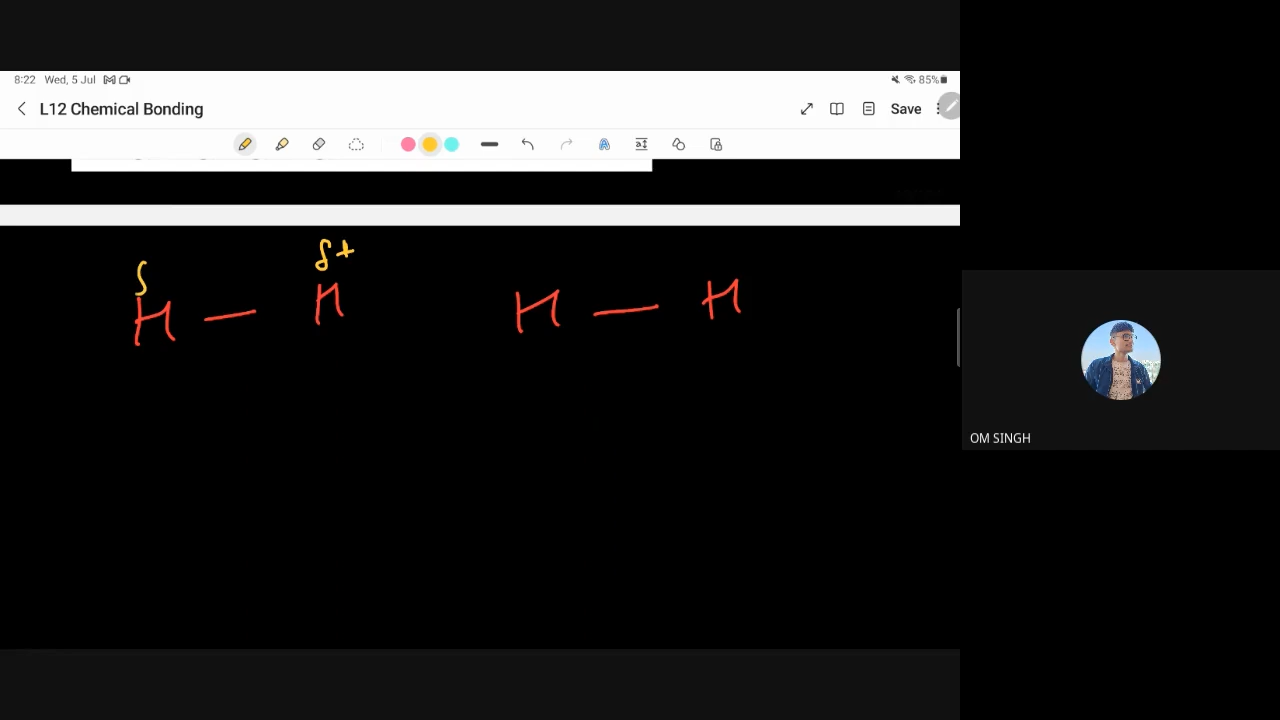 8:22 Wed, 5 Jul 85%
L12 Chemical Bonding Save
δ δ+
H — H H — H
OM SINGH